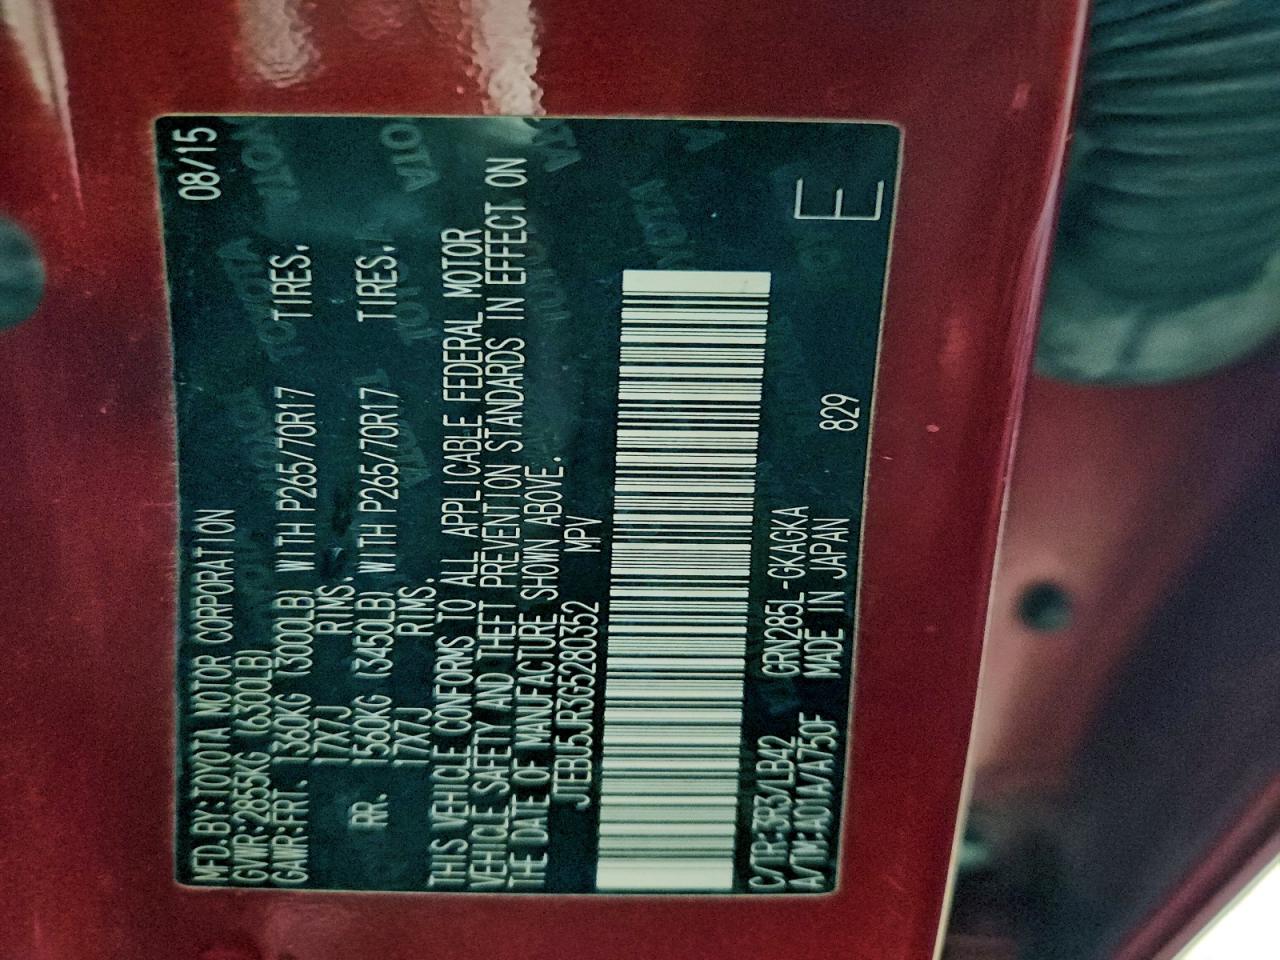 MFD.BY:TOYOTA MOTOR CORPORATION 08/15
GVWR:2855KG (6300LB)
GAWR:FRT. 1360KG (3000LB) WITH P265/70R17 TIRES.
17X7J RIMS.
RR. 1560KG (3450LB) WITH P265/70R17 TIRES.
17X7J RIMS.
THIS VEHICLE CONFORMS TO ALL APPLICABLE FEDERAL MOTOR
VEHICLE SAFETY AND THEFT PREVENTION STANDARDS IN EFFECT ON
THE DATE OF MANUFACTURE SHOWN ABOVE.
JTEBU5JR3G5280352 MPV
C/TR:3R3/LB42 GRN285L-GKAGKA
A/TM:A01A/A750F MADE IN JAPAN 829
E